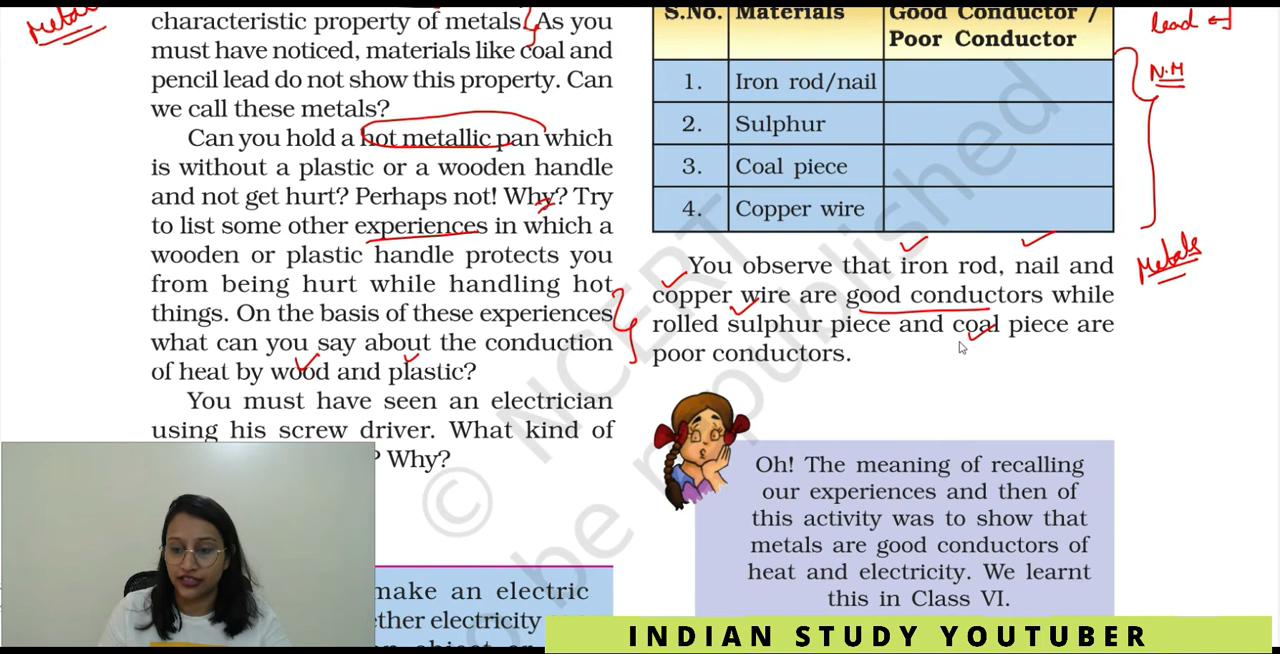 Metals
characteristic property of metals. As you
must have noticed, materials like coal and
pencil lead do not show this property. Can
we call these metals?
Can you hold a hot metallic pan which
is without a plastic or a wooden handle
and not get hurt? Perhaps not! Why? Try
to list some other experiences in which a
wooden or plastic handle protects you
from being hurt while handling hot
things. On the basis of these experiences
what can you say about the conduction
of heat by wood and plastic?
You must have seen an electrician
using his screw driver. What kind of
? Why?
make an electric
ether electricity
S.No. Materials Good Conductor /
Poor Conductor
1. Iron rod/nail
2. Sulphur
3. Coal piece
4. Copper wire
lead
N.M
Metals
You observe that iron rod, nail and
copper wire are good conductors while
rolled sulphur piece and coal piece are
poor conductors.
Oh! The meaning of recalling
our experiences and then of
this activity was to show that
metals are good conductors of
heat and electricity. We learnt
this in Class VI.
© NCERT
be republished
INDIAN STUDY YOUTUBER